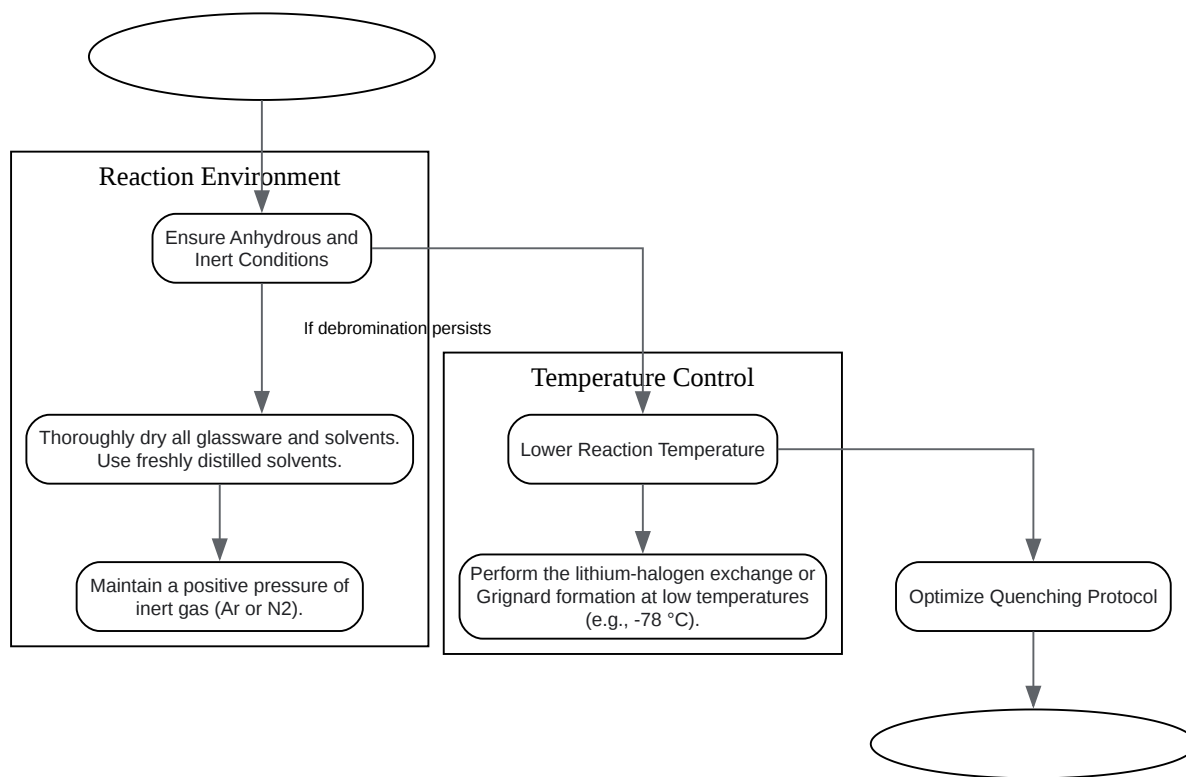 Reaction Environment
Ensure Anhydrous and
Inert Conditions
If debromination persists
Temperature Control
Thoroughly dry all glassware and solvents.
Use freshly distilled solvents.
Lower Reaction Temperature
Maintain a positive pressure of
inert gas (Ar or N2).
Perform the lithium-halogen exchange or
Grignard formation at low temperatures
(e.g., -78 °C).
Optimize Quenching Protocol